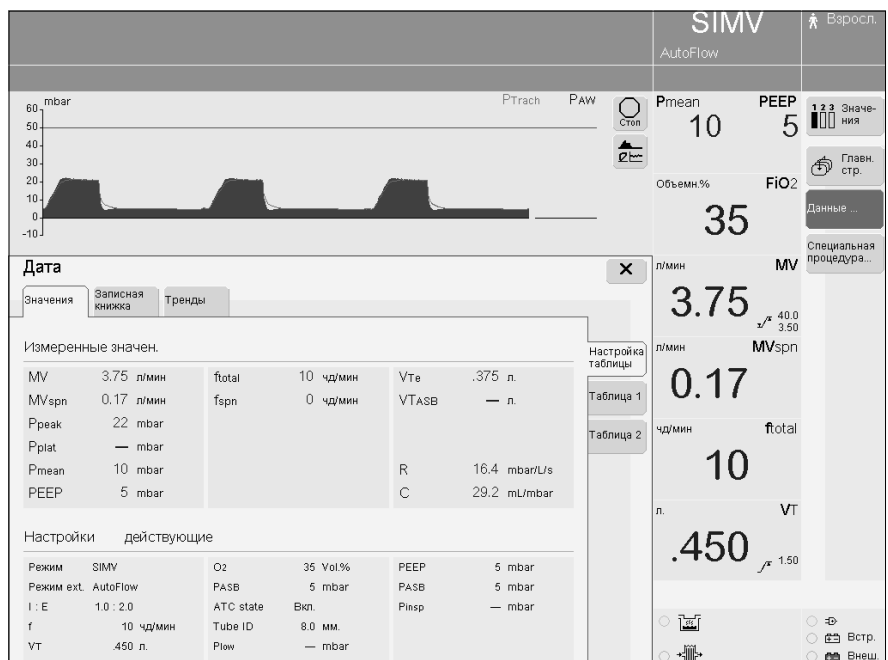 SIMV
AutoFlow
Взросл.
mbar
PTrach PAW
60
50
40
30
20
10
0
-10
Стоп
Pmean PEEP
10 5
Объемн.% FiO2
35
л/мин MV
3.75
40.0
3.50
л/мин MVspn
0.17
чд/мин ftotal
10
л. VT
.450
1.50
1 2 3 Значе-
ния
Главн.
стр.
Данные ...
Специальная
процедура...
Дата
Значения
Записная
книжка
Тренды
Измеренные значен.
MV 3.75 л/мин ftotal 10 чд/мин VTe .375 л.
MVspn 0.17 л/мин fspn 0 чд/мин VTASB — л.
Ppeak 22 mbar
Pplat — mbar
Pmean 10 mbar R 16.4 mbar/L/s
PEEP 5 mbar C 29.2 mL/mbar
Настройка
таблицы
Таблица 1
Таблица 2
Настройки действующие
Режим SIMV O2 35 Vol.% PEEP 5 mbar
Режим ext. AutoFlow PASB 5 mbar PASB 5 mbar
I : E 1.0 : 2.0 ATC state Вкл. Pinsp — mbar
f 10 чд/мин Tube ID 8.0 мм.
VT .450 л. Plow — mbar
Встр.
Внеш.